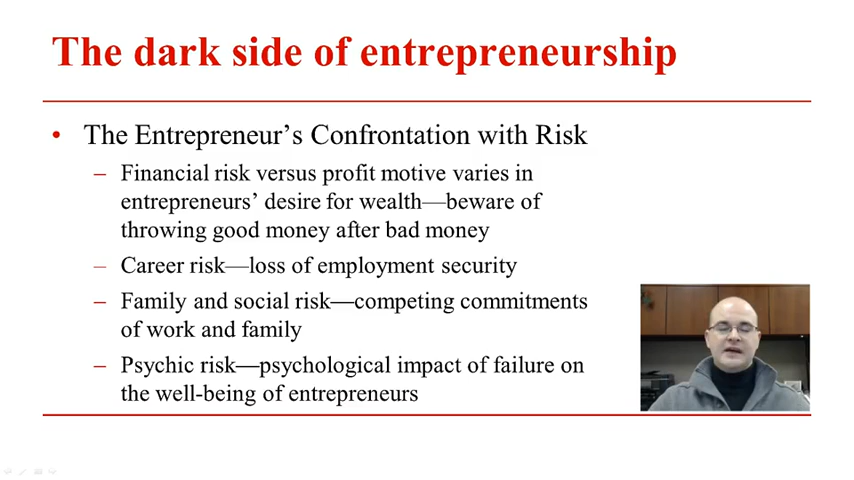 The dark side of entrepreneurship
• The Entrepreneur’s Confrontation with Risk
– Financial risk versus profit motive varies in
entrepreneurs’ desire for wealth—beware of
throwing good money after bad money
– Career risk—loss of employment security
– Family and social risk—competing commitments
of work and family
– Psychic risk—psychological impact of failure on
the well-being of entrepreneurs